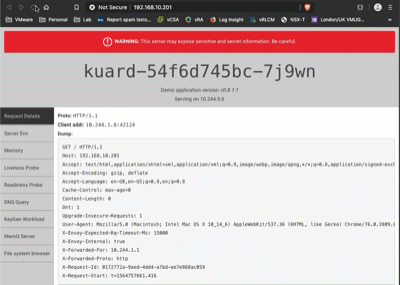 Not Secure 192.168.10.201
VMware Personal Lab Report spam tests... vCSA vRA Log Insight vRLCM NSX-T London/UK VMUG...
WARNING: This server may expose sensitive and secret information. Be careful.
kuard-54f6d745bc-7j9wn
Demo application version v0.8.1-1
Serving on 10.244.0.6
Request Details
Server Env
Memory
Liveness Probe
Readiness Probe
DNS Query
KeyGen Workload
MemQ Server
File system browser
Proto: HTTP/1.1
Client addr: 10.244.1.8:42124
Dump:
GET / HTTP/1.1
Host: 192.168.10.201
Accept: text/html,application/xhtml+xml,application/xml;q=0.9,image/webp,image/apng,*/*;q=0.8,application/signed-exch
Accept-Encoding: gzip, deflate
Accept-Language: en-GB,en-US;q=0.9,en;q=0.8
Cache-Control: max-age=0
Content-Length: 0
Dnt: 1
Upgrade-Insecure-Requests: 1
User-Agent: Mozilla/5.0 (Macintosh; Intel Mac OS X 10_14_6) AppleWebKit/537.36 (KHTML, like Gecko) Chrome/76.0.3809.8
X-Envoy-Expected-Rq-Timeout-Ms: 15000
X-Envoy-Internal: true
X-Forwarded-For: 10.244.1.1
X-Forwarded-Proto: http
X-Request-Id: 0172772a-9aed-4dd4-a7bd-ee7e868ac059
X-Request-Start: t=1564757661.416